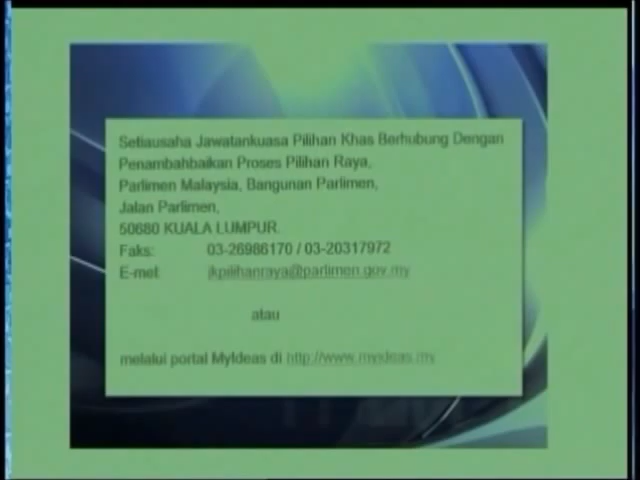 Setiausaha Jawatankuasa Pilihan Khas Berhubung Dengan
Penambahbaikan Proses Pilihan Raya,
Parlimen Malaysia, Bangunan Parlimen,
Jalan Parlimen,
50680 KUALA LUMPUR.
Faks: 03-26986170 / 03-20317972
E-mel: jkpilihanraya@parlimen.gov.my
atau
melalui portal MyIdeas di http://www.myideas.my